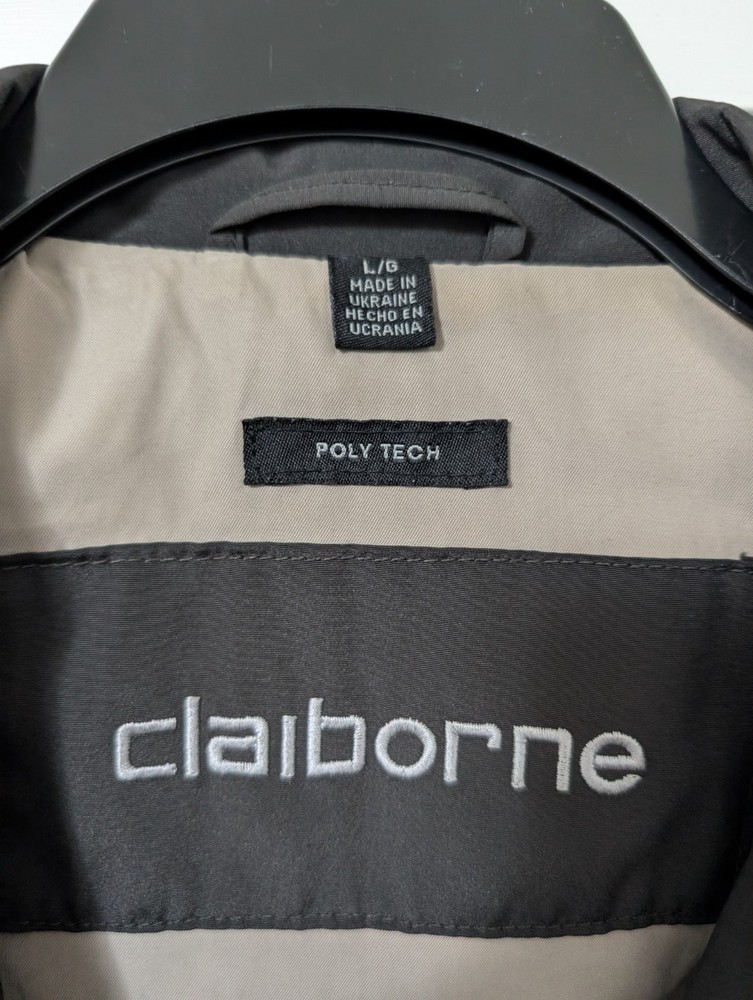 L/G
MADE IN
UKRAINE
HECHO EN
UCRANIA
POLY TECH
claiborne